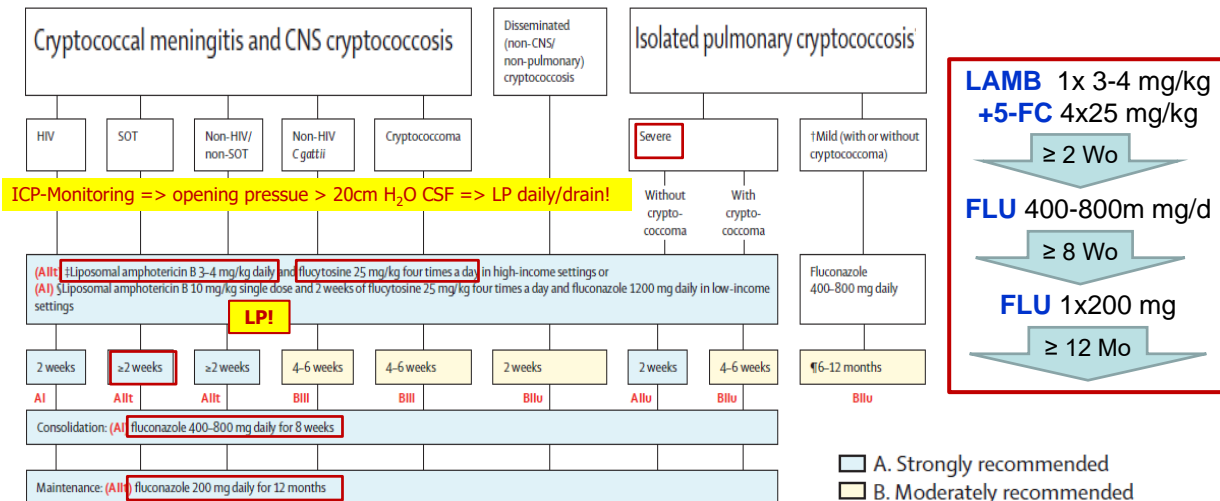 Cryptococcal meningitis and CNS cryptococcosis
Disseminated
(non-CNS/
non-pulmonary)
cryptococcosis
Isolated pulmonary cryptococcosis
HIV
SOT
Non-HIV/
non-SOT
Non-HIV
C gattii
Cryptococcoma
Severe
†Mild (with or without
cryptococcoma)
ICP-Monitoring => opening pressue > 20cm H₂O CSF => LP daily/drain!
Without
crypto-
coccoma
With
crypto-
coccoma
(AIIt) ‡Liposomal amphotericin B 3–4 mg/kg daily and flucytosine 25 mg/kg four times a day in high-income settings or
(AI) §Liposomal amphotericin B 10 mg/kg single dose and 2 weeks of flucytosine 25 mg/kg four times a day and fluconazole 1200 mg daily in low-income
settings
LP!
Fluconazole
400–800 mg daily
2 weeks
≥2 weeks
≥2 weeks
4–6 weeks
4–6 weeks
2 weeks
2 weeks
4–6 weeks
¶6–12 months
AI
AIIt
AIIt
BIII
BIII
BIIu
AIIu
BIIu
BIIu
Consolidation: (AI) fluconazole 400–800 mg daily for 8 weeks
Maintenance: (AIIt) fluconazole 200 mg daily for 12 months
LAMB 1x 3-4 mg/kg
+5-FC 4x25 mg/kg
≥ 2 Wo
FLU 400-800m mg/d
≥ 8 Wo
FLU 1x200 mg
≥ 12 Mo
A. Strongly recommended
B. Moderately recommended